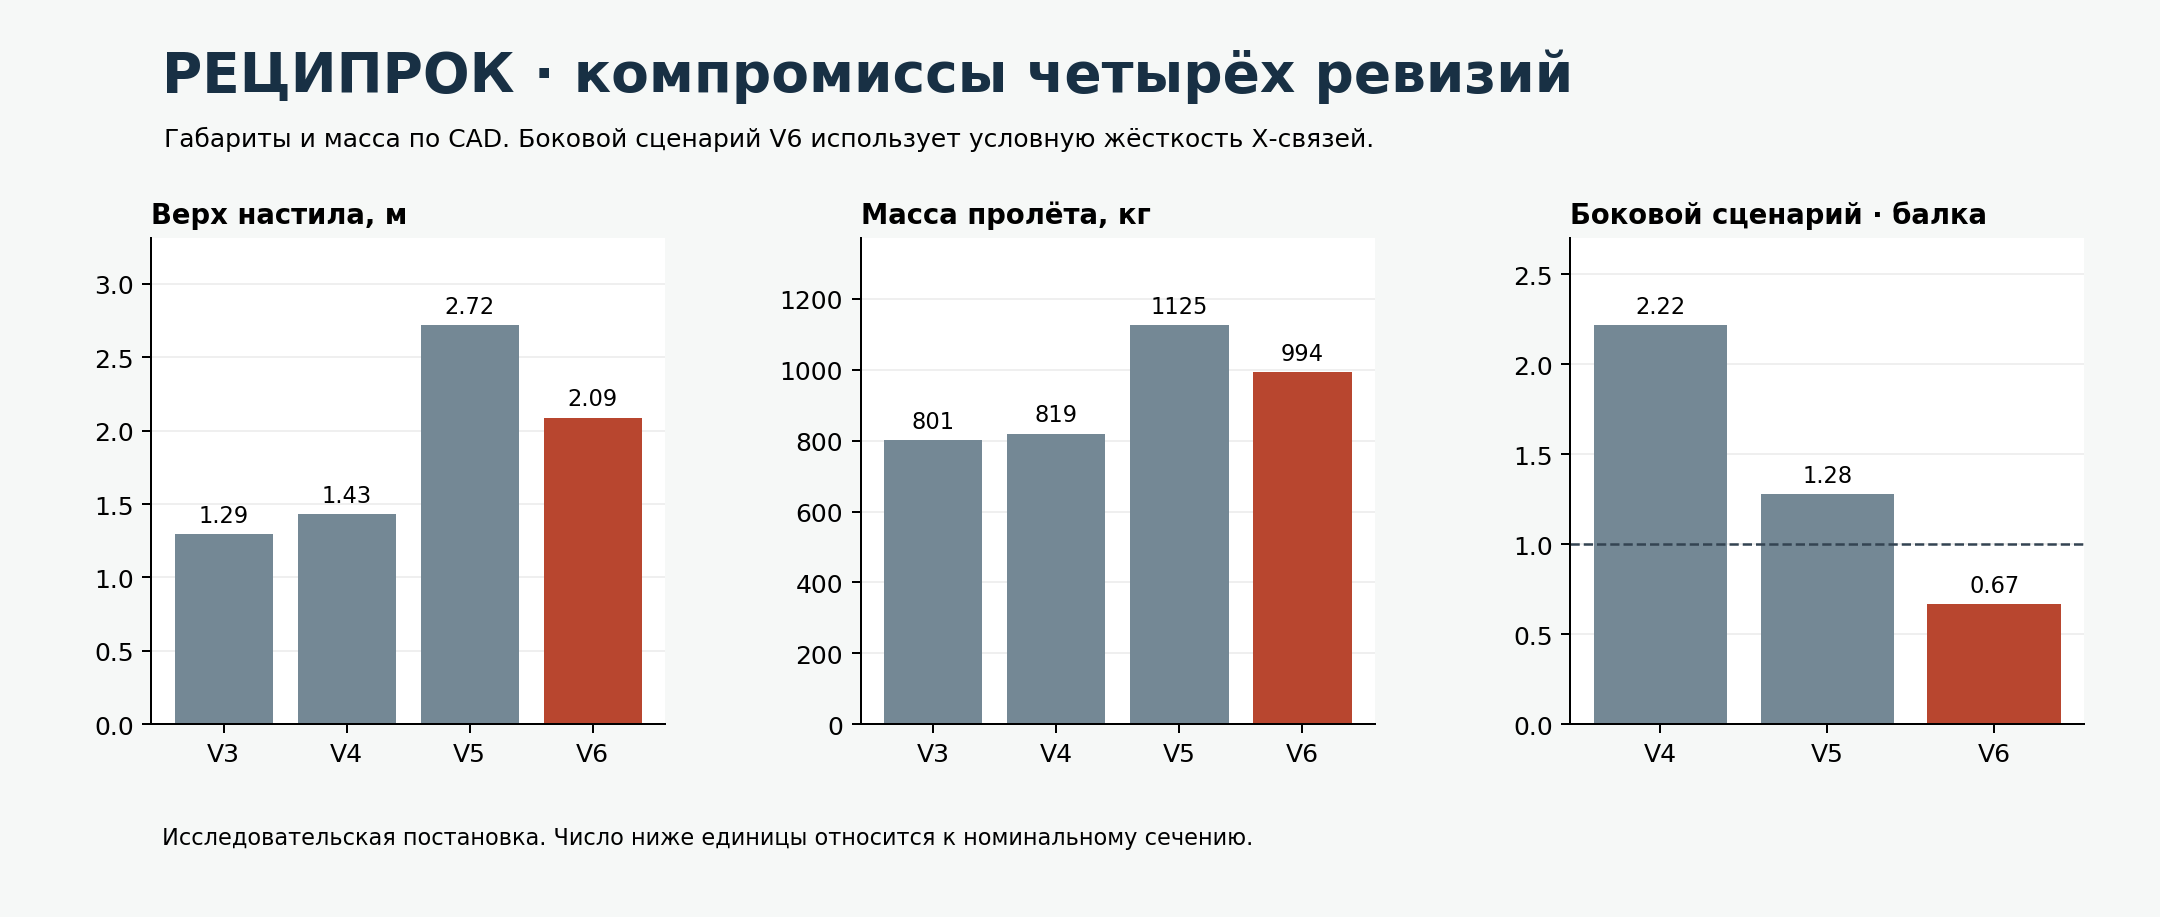 РЕЦИПРОК · компромиссы четырёх ревизий
Габариты и масса по CAD. Боковой сценарий V6 использует условную жёсткость X-связей.
Верх настила, м
3.0
2.5
2.0
1.5
1.0
0.5
0.0
1.29
1.43
2.72
2.09
V3
V4
V5
V6
Масса пролёта, кг
1200
1000
800
600
400
200
0
801
819
1125
994
V3
V4
V5
V6
Боковой сценарий · балка
2.5
2.0
1.5
1.0
0.5
0.0
2.22
1.28
0.67
V4
V5
V6
Исследовательская постановка. Число ниже единицы относится к номинальному сечению.